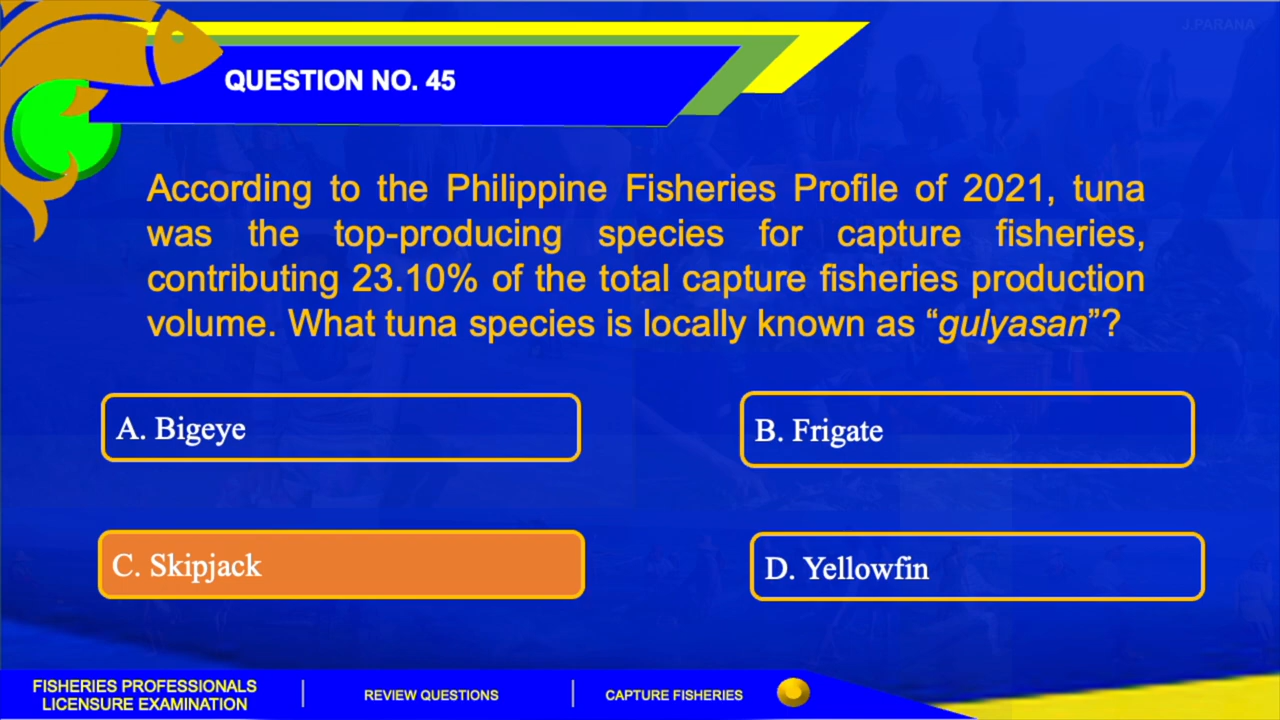 J.PARANA
QUESTION NO. 45
According to the Philippine Fisheries Profile of 2021, tuna
was the top-producing species for capture fisheries,
contributing 23.10% of the total capture fisheries production
volume. What tuna species is locally known as “gulyasan”?
A. Bigeye
B. Frigate
C. Skipjack
D. Yellowfin
FISHERIES PROFESSIONALS
LICENSURE EXAMINATION
REVIEW QUESTIONS
CAPTURE FISHERIES